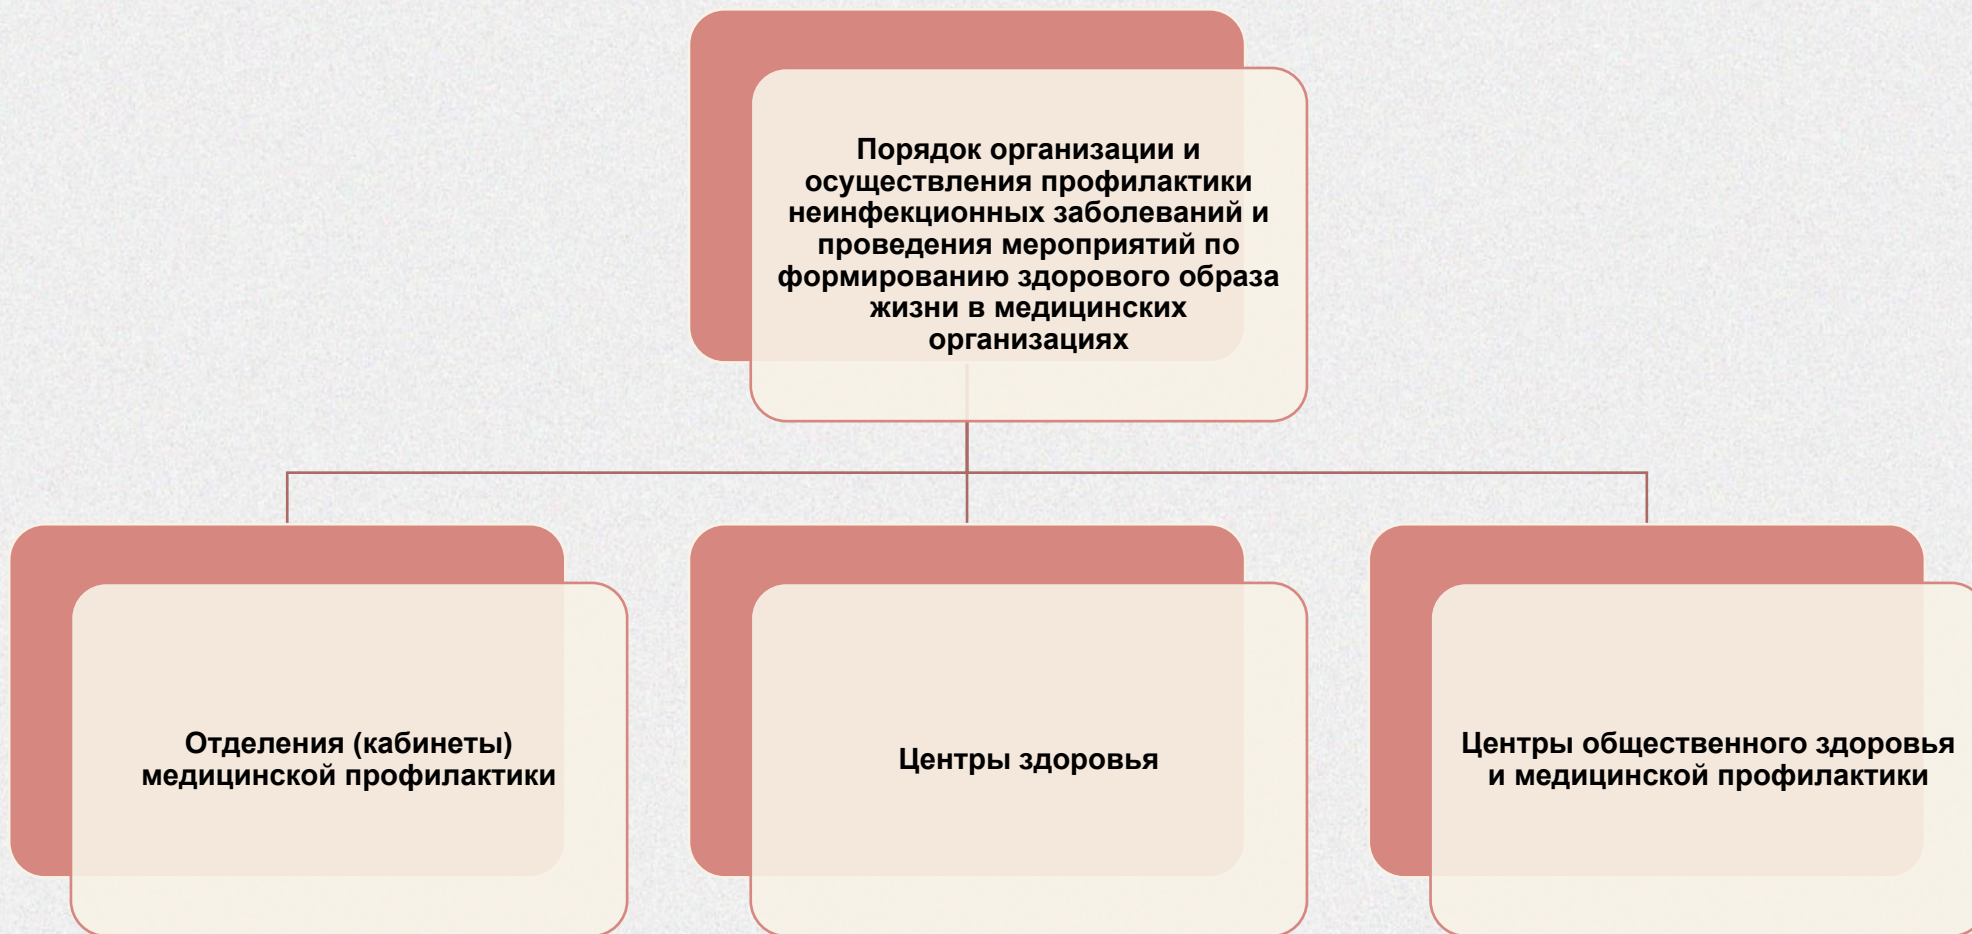 Порядок организации и
осуществления профилактики
неинфекционных заболеваний и
проведения мероприятий по
формированию здорового образа
жизни в медицинских
организациях
Отделения (кабинеты)
медицинской профилактики
Центры здоровья
Центры общественного здоровья
и медицинской профилактики